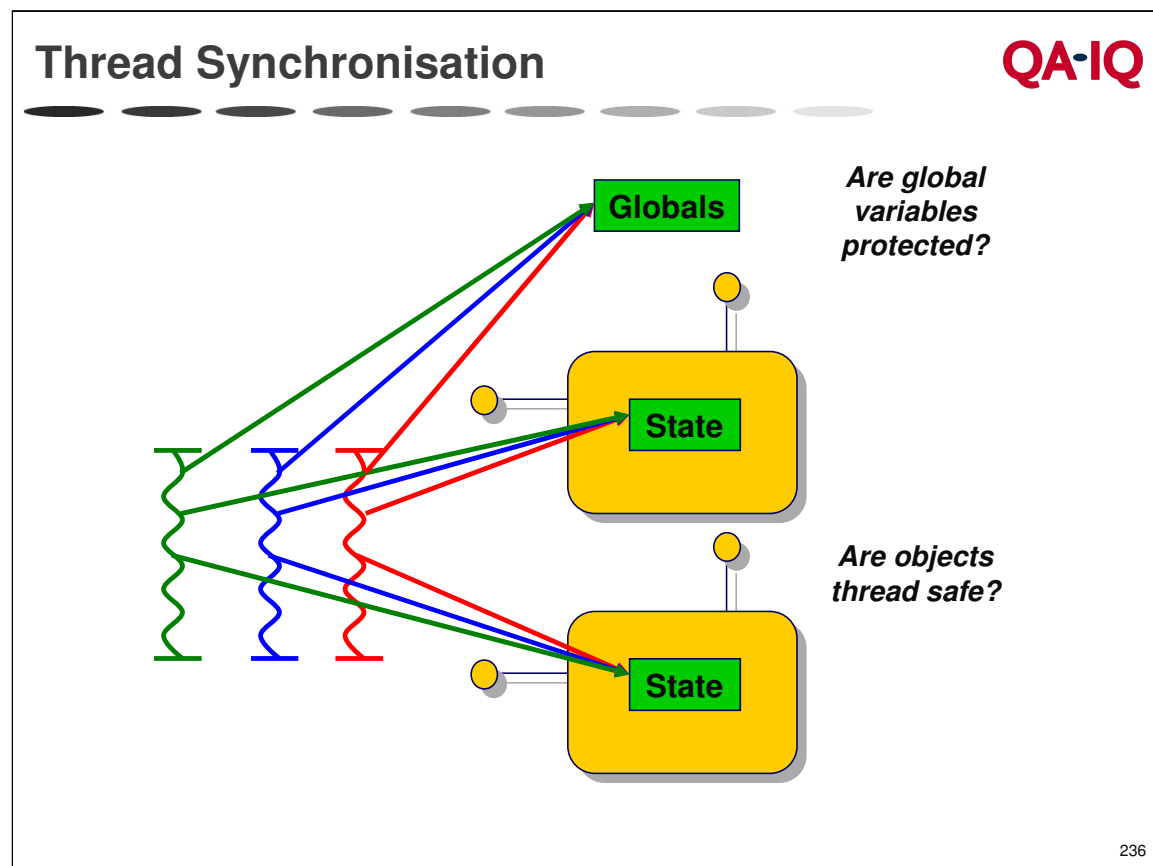 Thread Synchronisation
QA-IQ
Globals
Are global
variables
protected?
State
Are objects
thread safe?
State
236